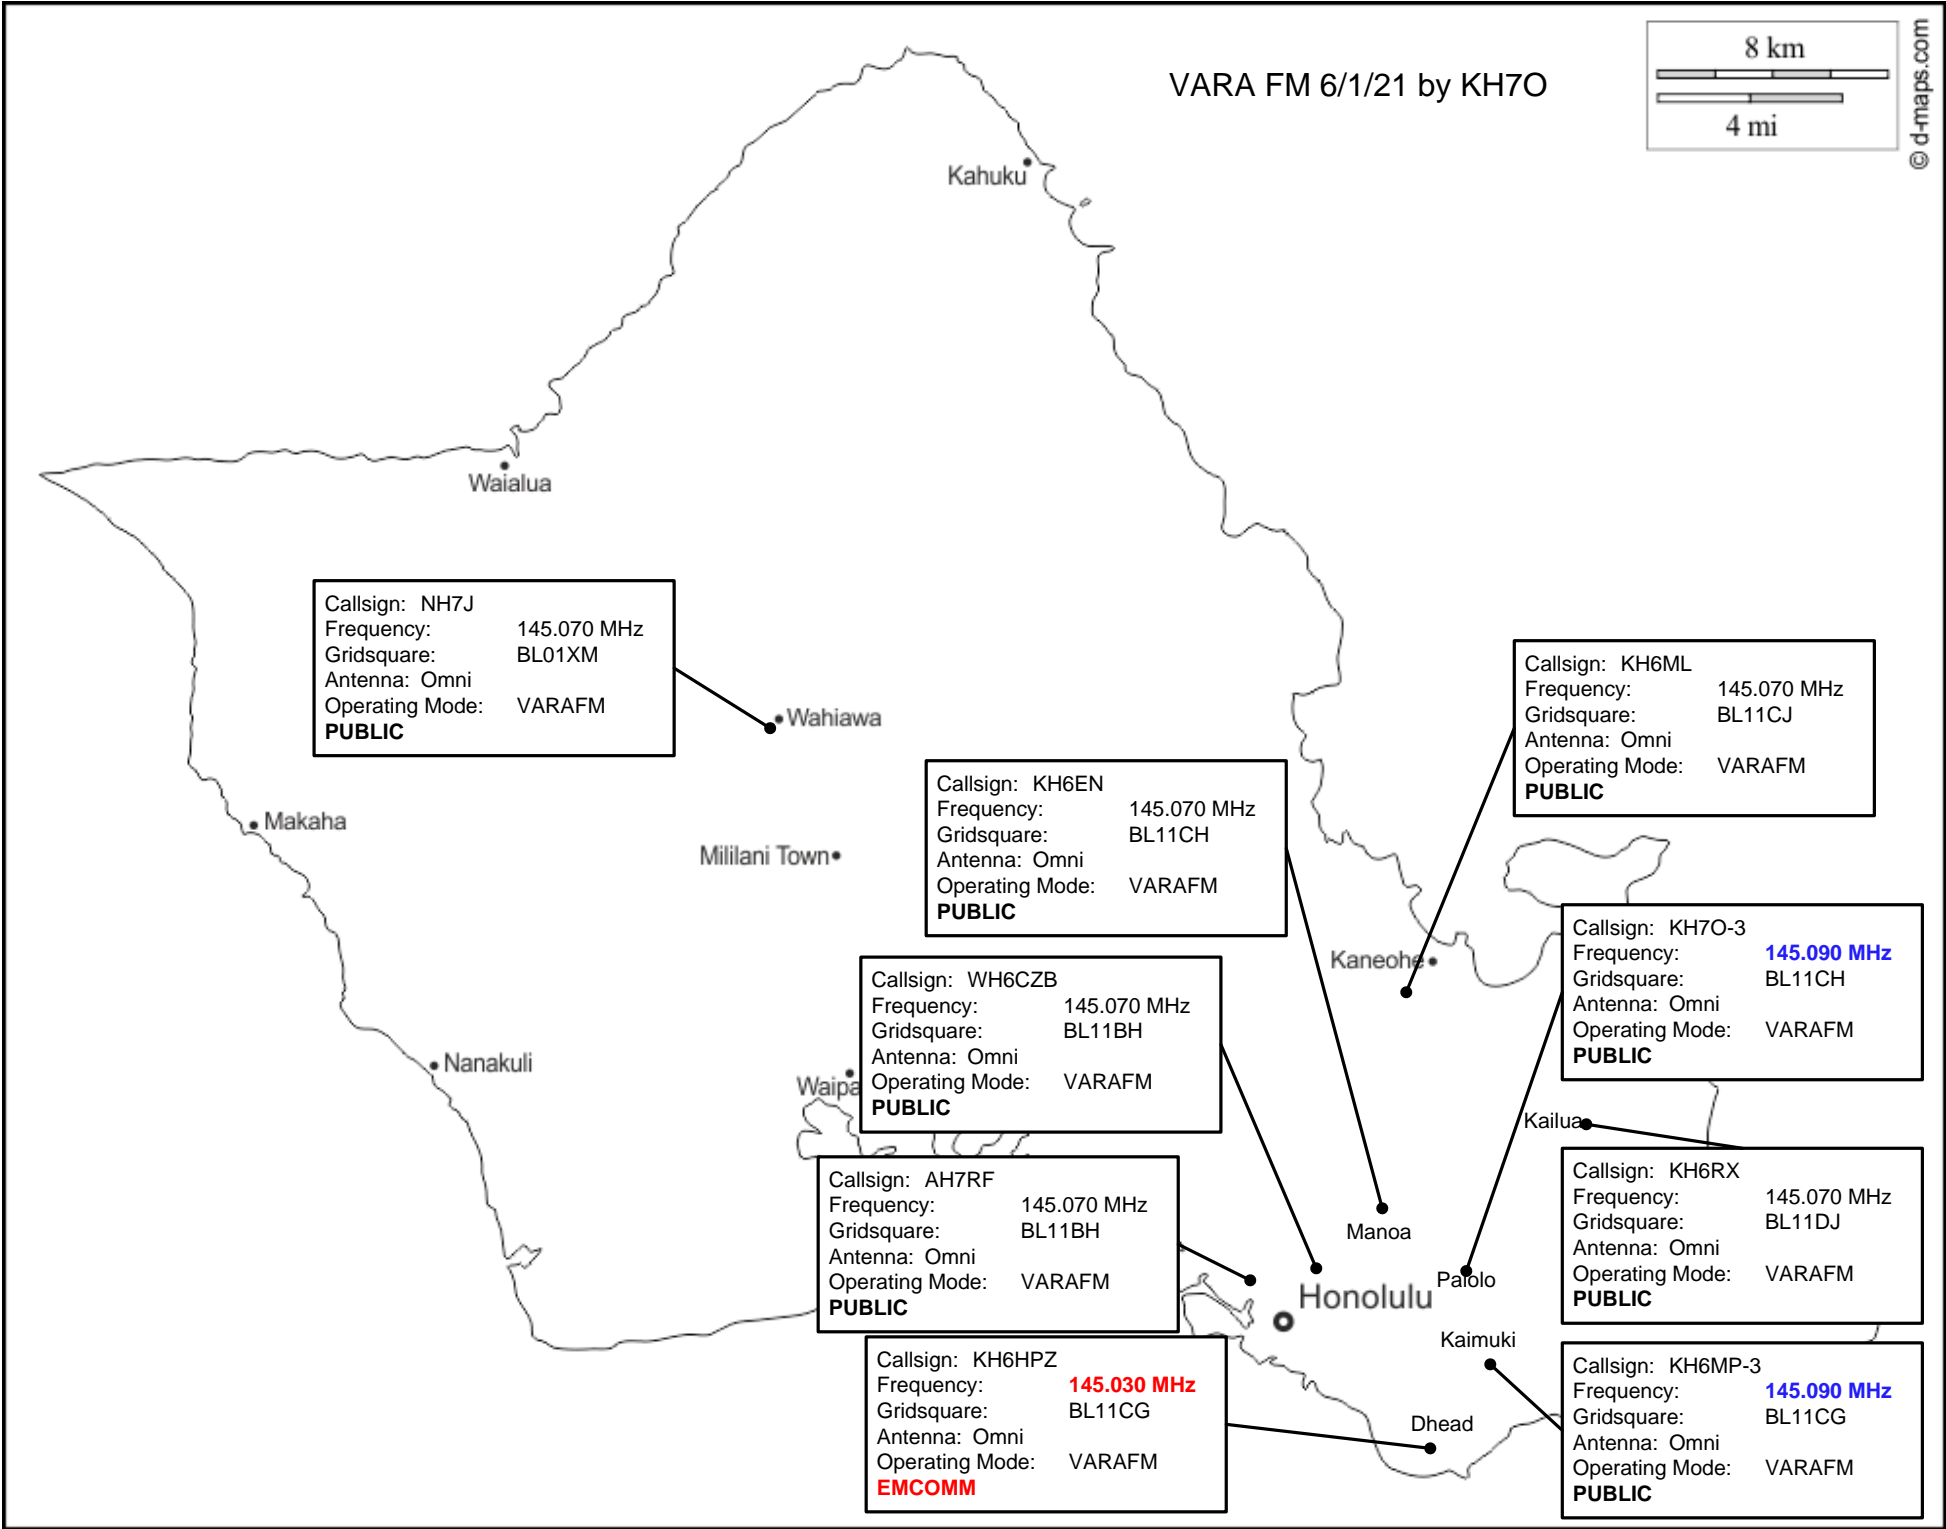 VARA FM 6/1/21 by KH7O
8 km
4 mi
© d-maps.com
Kahuku
Waialua
Callsign: NH7J
Frequency: 145.070 MHz
Gridsquare: BL01XM
Antenna: Omni
Operating Mode: VARAFM
PUBLIC
Wahiawa
Callsign: KH6ML
Frequency: 145.070 MHz
Gridsquare: BL11CJ
Antenna: Omni
Operating Mode: VARAFM
PUBLIC
Makaha
Mililani Town
Callsign: KH6EN
Frequency: 145.070 MHz
Gridsquare: BL11CH
Antenna: Omni
Operating Mode: VARAFM
PUBLIC
Kaneohe
Callsign: KH7O-3
Frequency: 145.090 MHz
Gridsquare: BL11CH
Antenna: Omni
Operating Mode: VARAFM
PUBLIC
Callsign: WH6CZB
Frequency: 145.070 MHz
Gridsquare: BL11BH
Antenna: Omni
Operating Mode: VARAFM
PUBLIC
Nanakuli
Waipa
Kailua
Callsign: AH7RF
Frequency: 145.070 MHz
Gridsquare: BL11BH
Antenna: Omni
Operating Mode: VARAFM
PUBLIC
Manoa
Callsign: KH6RX
Frequency: 145.070 MHz
Gridsquare: BL11DJ
Antenna: Omni
Operating Mode: VARAFM
PUBLIC
Honolulu
Palolo
Kaimuki
Callsign: KH6HPZ
Frequency: 145.030 MHz
Gridsquare: BL11CG
Antenna: Omni
Operating Mode: VARAFM
EMCOMM
Dhead
Callsign: KH6MP-3
Frequency: 145.090 MHz
Gridsquare: BL11CG
Antenna: Omni
Operating Mode: VARAFM
PUBLIC